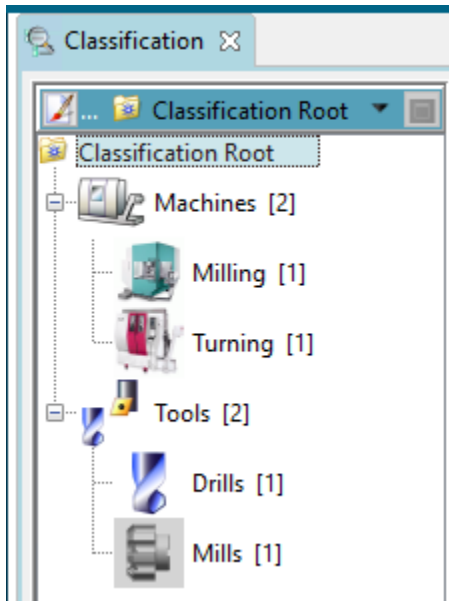 Classification
... Classification Root
Classification Root
Machines [2]
Milling [1]
Turning [1]
Tools [2]
Drills [1]
Mills [1]